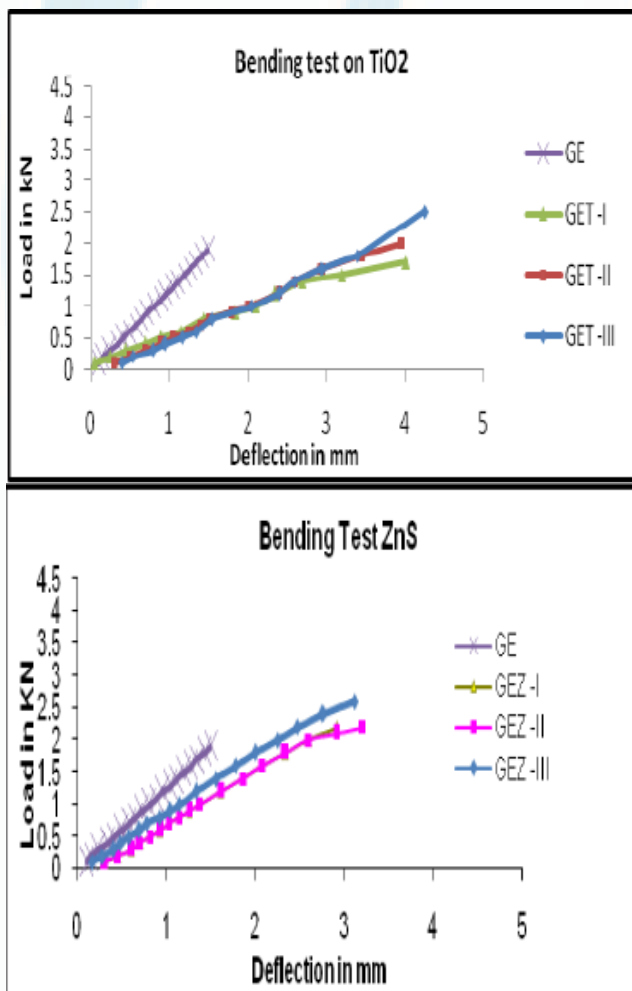 Bending test on TiO2
Load in kN
4.5
4
3.5
3
2.5
2
1.5
1
0.5
0
0 1 2 3 4 5
Deflection in mm
GE
GET -I
GET -II
GET -III
Bending Test ZnS
Load in KN
4.5
4
3.5
3
2.5
2
1.5
1
0.5
0
0 1 2 3 4 5
Deflection in mm
GE
GEZ -I
GEZ -II
GEZ -III